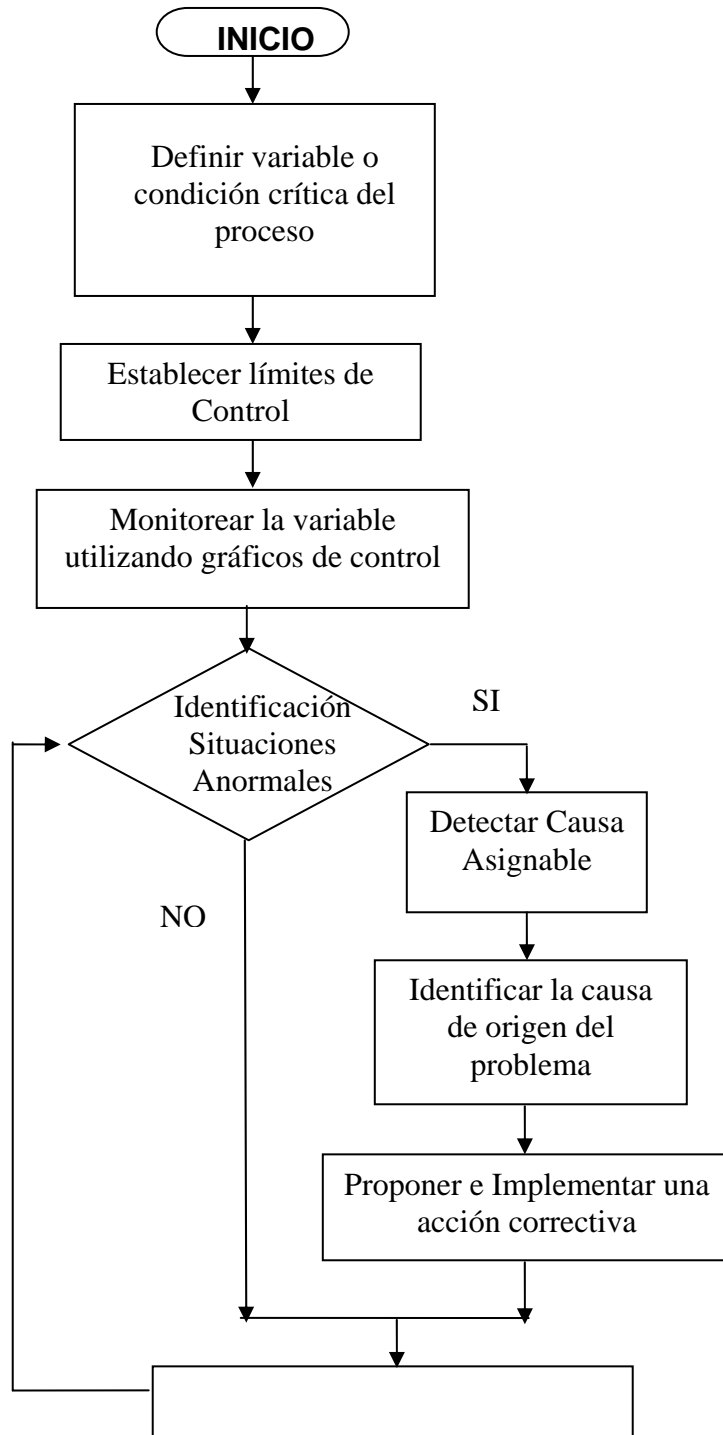 INICIO
Definir variable o
condición crítica del
proceso
Establecer límites de
Control
Monitorear la variable
utilizando gráficos de control
Identificación
Situaciones
Anormales
SI
Detectar Causa
Asignable
NO
Identificar la causa
de origen del
problema
Proponer e Implementar una
acción correctiva